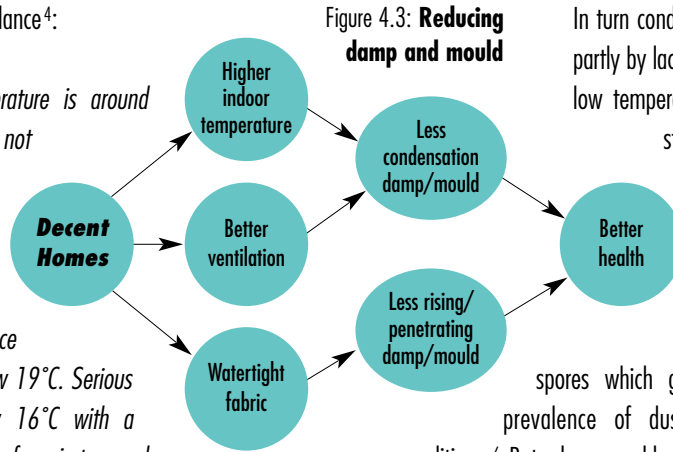 lance⁴:
rature is around
not
ce
w 19°C. Serious
16°C with a
Figure 4.3: Reducing
damp and mould
Decent
Homes
Higher
indoor
temperature
Better
ventilation
Watertight
fabric
Less
condensation
damp/mould
Less rising/
penetrating
damp/mould
Better
health
In turn cond
partly by lac
low tempera
st
spores which g
prevalence of dus